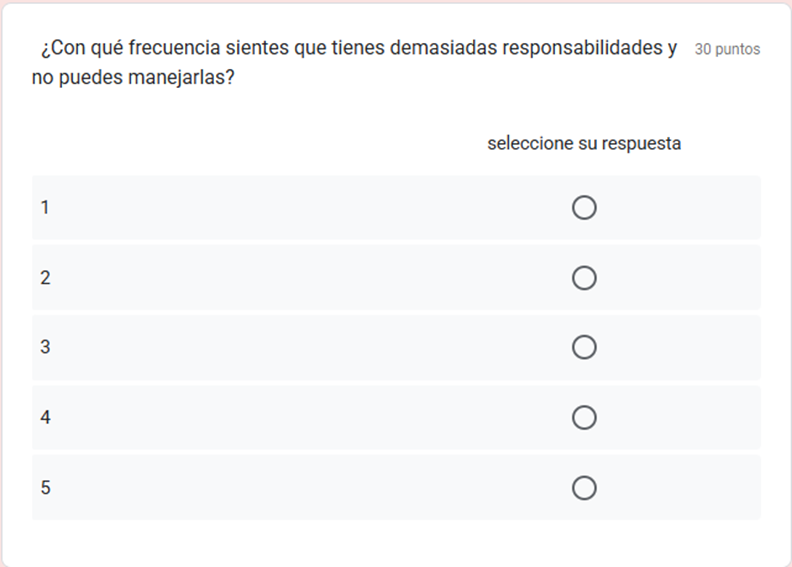 ¿Con qué frecuencia sientes que tienes demasiadas responsabilidades y 30 puntos
no puedes manejarlas?
seleccione su respuesta
1
2
3
4
5